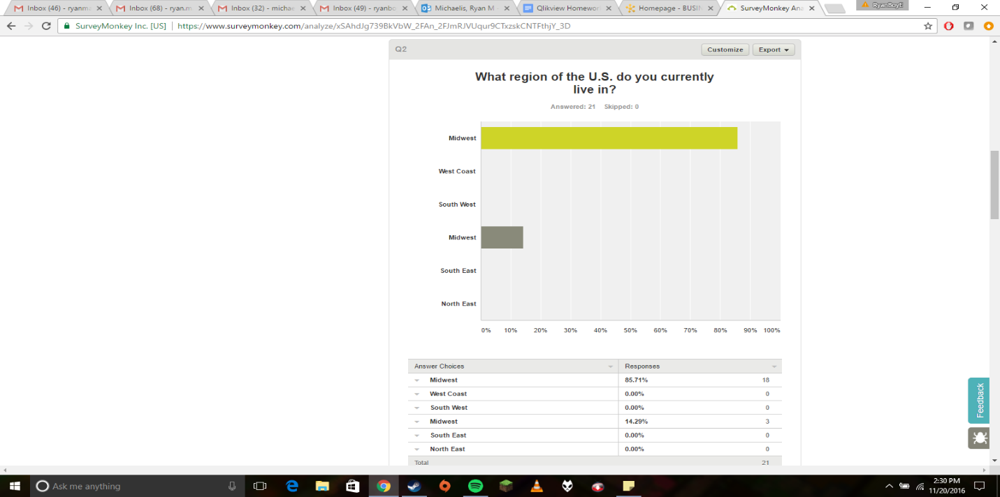 Inbox (46) - ryanma
Inbox (68) - ryan.m
Inbox (32) - michae
Inbox (49) - ryanbo
Michaelis, Ryan M
Qlikview Homewor
Homepage - BUSIN
SurveyMonkey Ana
RyanBoyE
SurveyMonkey Inc. [US]
https://www.surveymonkey.com/analyze/xSAhdJg739BkVbW_2FAn_2FJmRJVUqur9CTxzskCNTFthjY_3D
Q2
Customize
Export
What region of the U.S. do you currently
live in?
Answered: 21 Skipped: 0
Midwest
West Coast
South West
Midwest
South East
North East
0% 10% 20% 30% 40% 50% 60% 70% 80% 90% 100%
Answer Choices Responses
Midwest 85.71% 18
West Coast 0.00% 0
South West 0.00% 0
Midwest 14.29% 3
South East 0.00% 0
North East 0.00% 0
Total 21
Feedback
Ask me anything
2:30 PM
11/20/2016